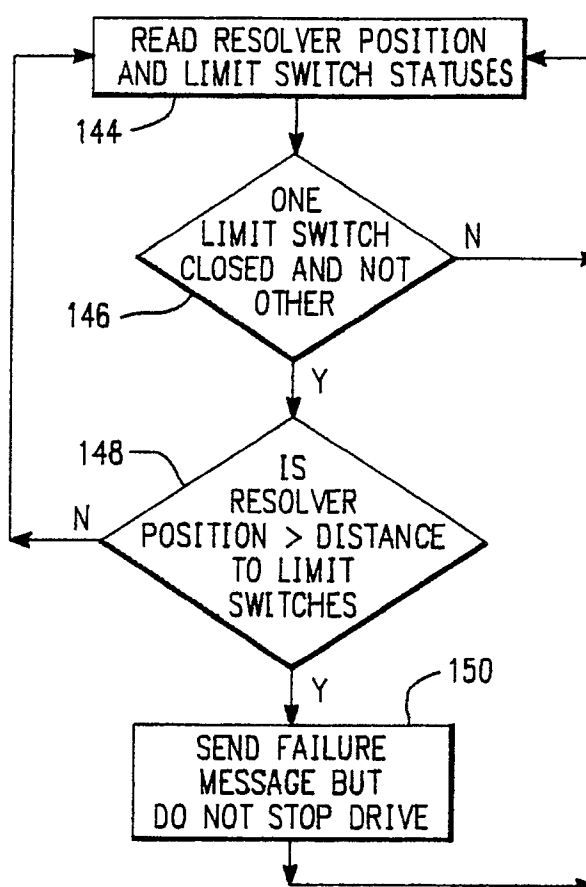 READ RESOLVER POSITION
AND LIMIT SWITCH STATUSES
144
ONE
LIMIT SWITCH
CLOSED AND NOT
OTHER
N
146
Y
148
IS
RESOLVER
POSITION > DISTANCE
TO LIMIT
SWITCHES
N
Y
150
SEND FAILURE
MESSAGE BUT
DO NOT STOP DRIVE